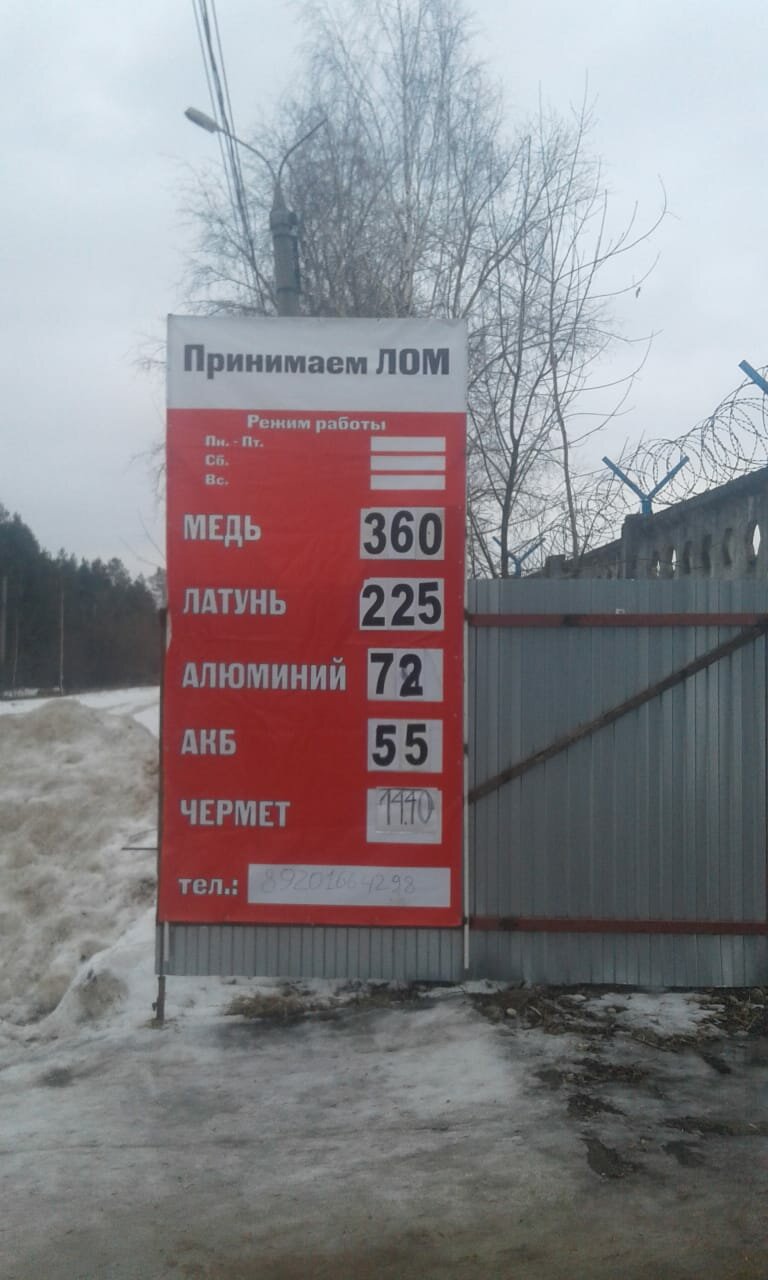 Принимаем ЛОМ
Режим работы
Пн. - Пт.
Сб.
Вс.
МЕДЬ 360
ЛАТУНЬ 225
АЛЮМИНИЙ 72
АКБ 55
ЧЕРМЕТ 14.10
тел.: 89201664298